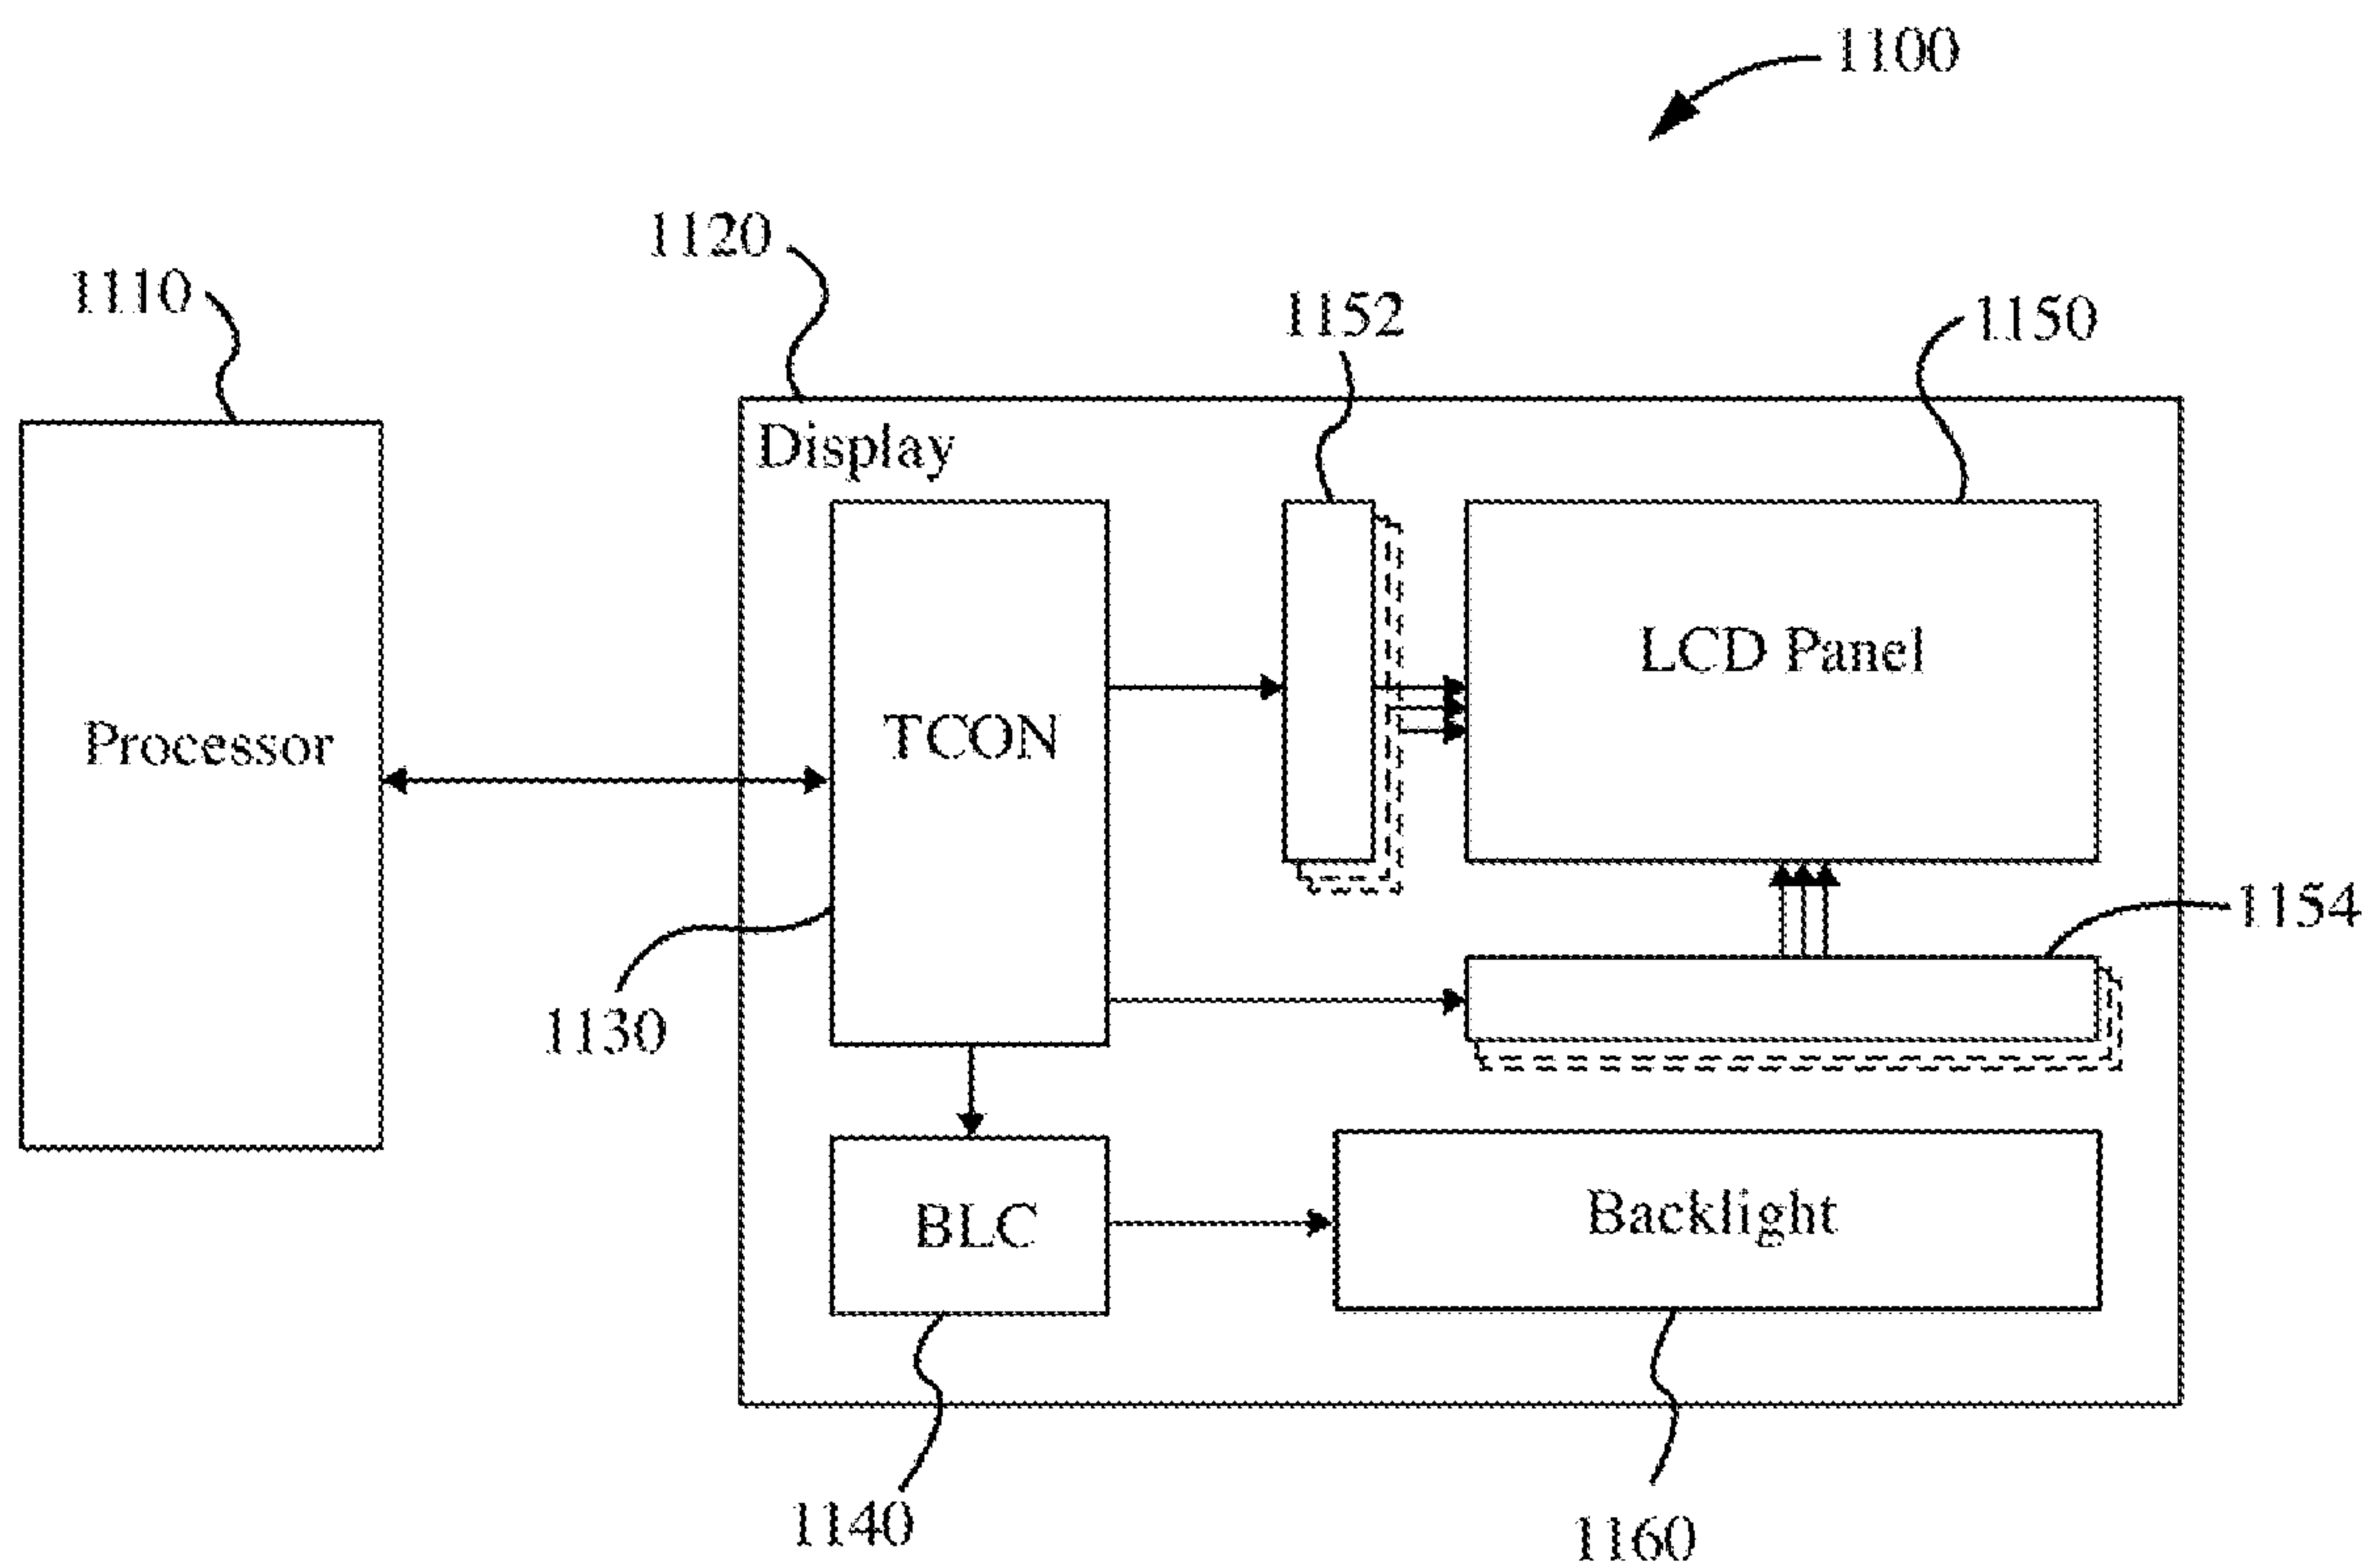 1100
1120
1110
1152
1150
Display
LCD Panel
TCON
Processor
1154
1130
Backlight
BLC
1140
1160